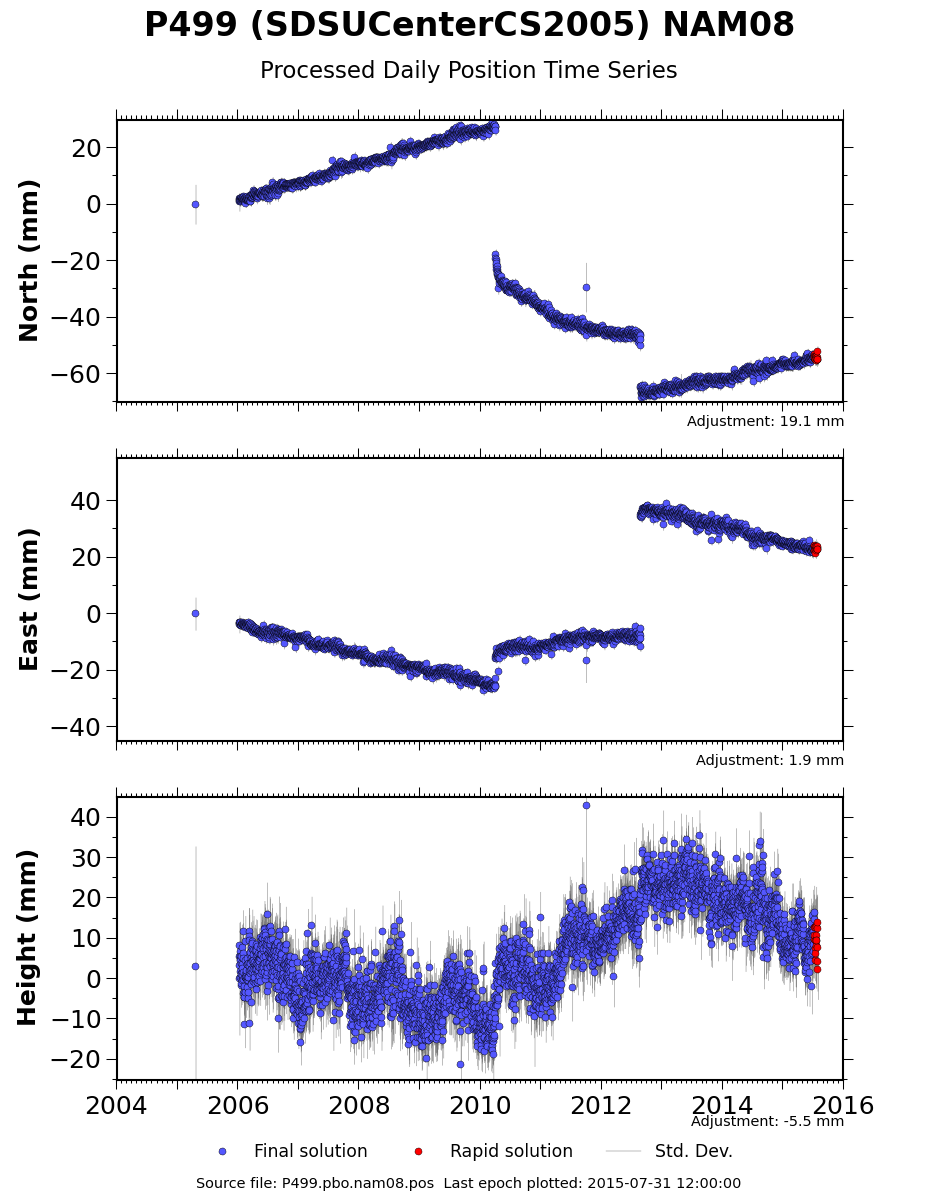 P499 (SDSUCenterCS2005) NAM08
Processed Daily Position Time Series
North (mm)
20
0
−20
−40
−60
Adjustment: 19.1 mm
East (mm)
40
20
0
−20
−40
Adjustment: 1.9 mm
Height (mm)
40
30
20
10
0
−10
−20
2004 2006 2008 2010 2012 2014 2016
Adjustment: -5.5 mm
Final solution Rapid solution Std. Dev.
Source file: P499.pbo.nam08.pos Last epoch plotted: 2015-07-31 12:00:00